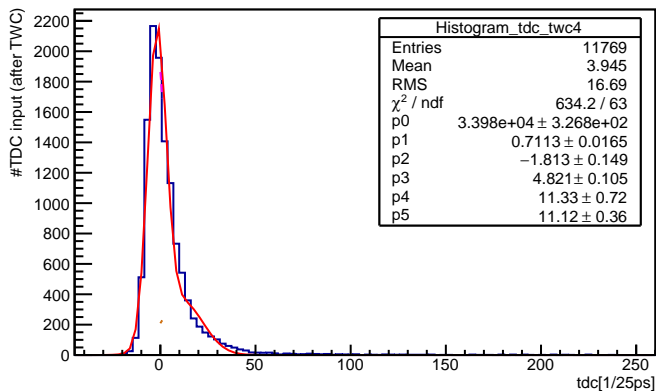 Histogram_tdc_twc4
Entries 11769
Mean 3.945
RMS 16.69
χ² / ndf 634.2 / 63
p0 3.398e+04 ± 3.268e+02
p1 0.7113 ± 0.0165
p2 −1.813 ± 0.149
p3 4.821 ± 0.105
p4 11.33 ± 0.72
p5 11.12 ± 0.36
#TDC input (after TWC)
2200
2000
1800
1600
1400
1200
1000
800
600
400
200
0
0 50 100 150 200 250
tdc[1/25ps]